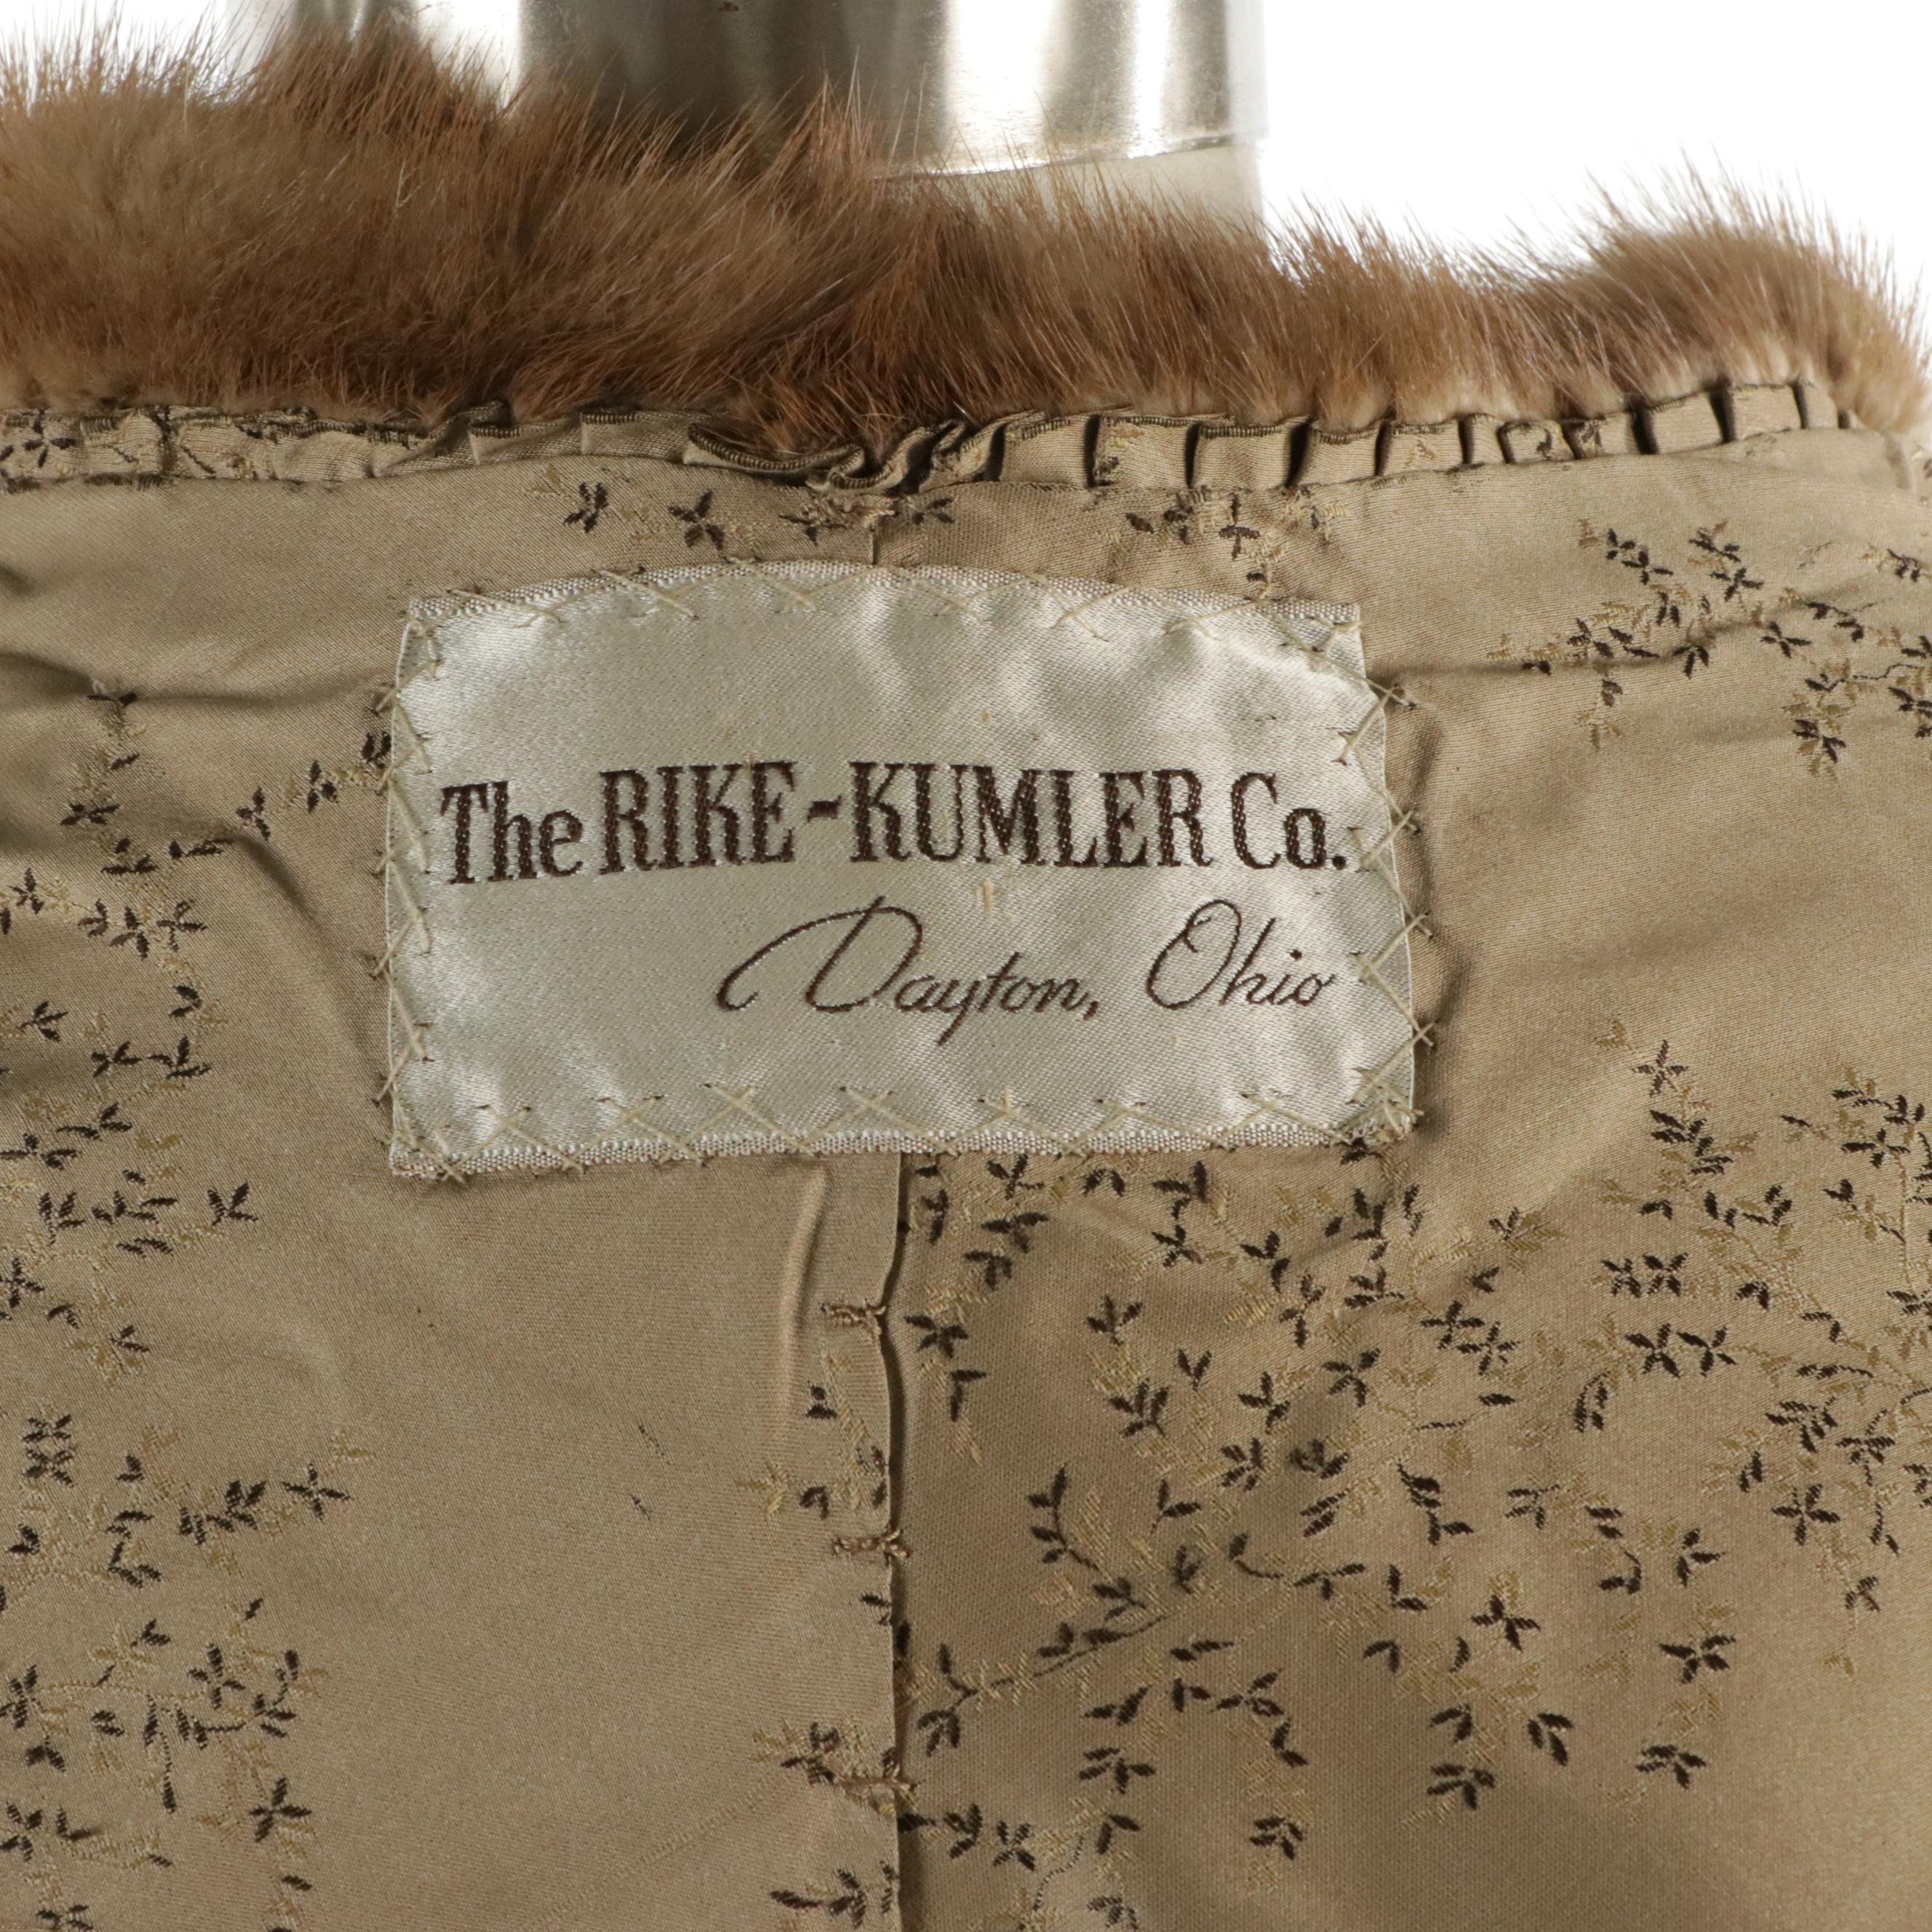 The RIKE-KUMLER Co.
Dayton, Ohio